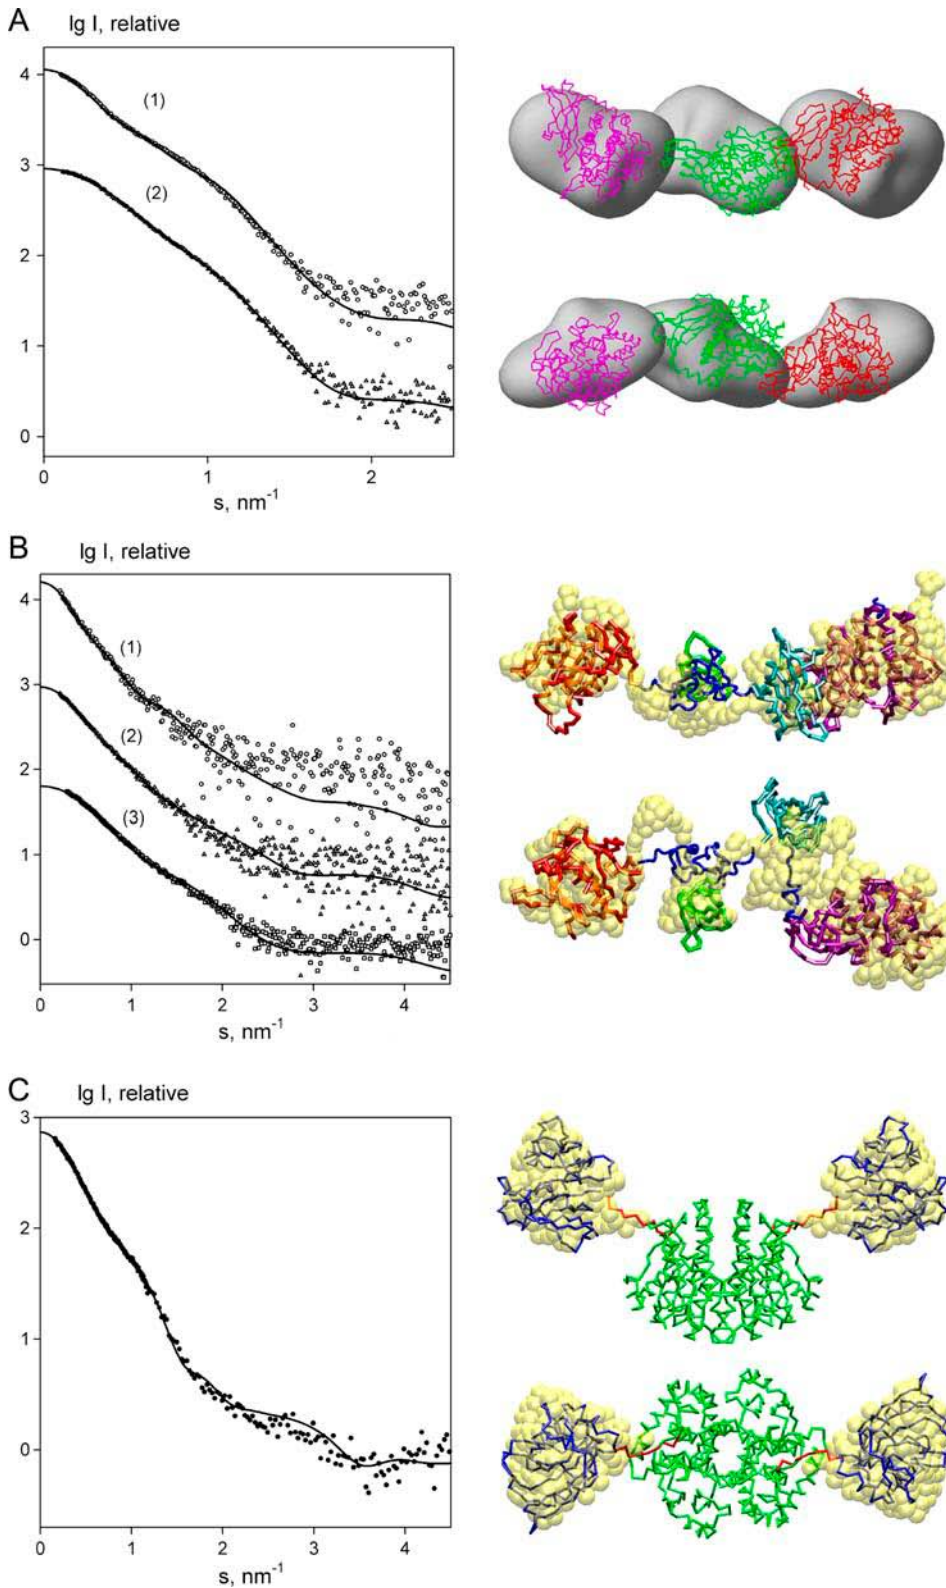 A
lg I, relative
4
(1)
3
(2)
2
1
0
0 1 2
s, nm-1
B
lg I, relative
4
(1)
3
(2)
2
(3)
1
0
0 1 2 3 4
s, nm-1
C
lg I, relative
3
2
1
0
0 1 2 3 4
s, nm-1